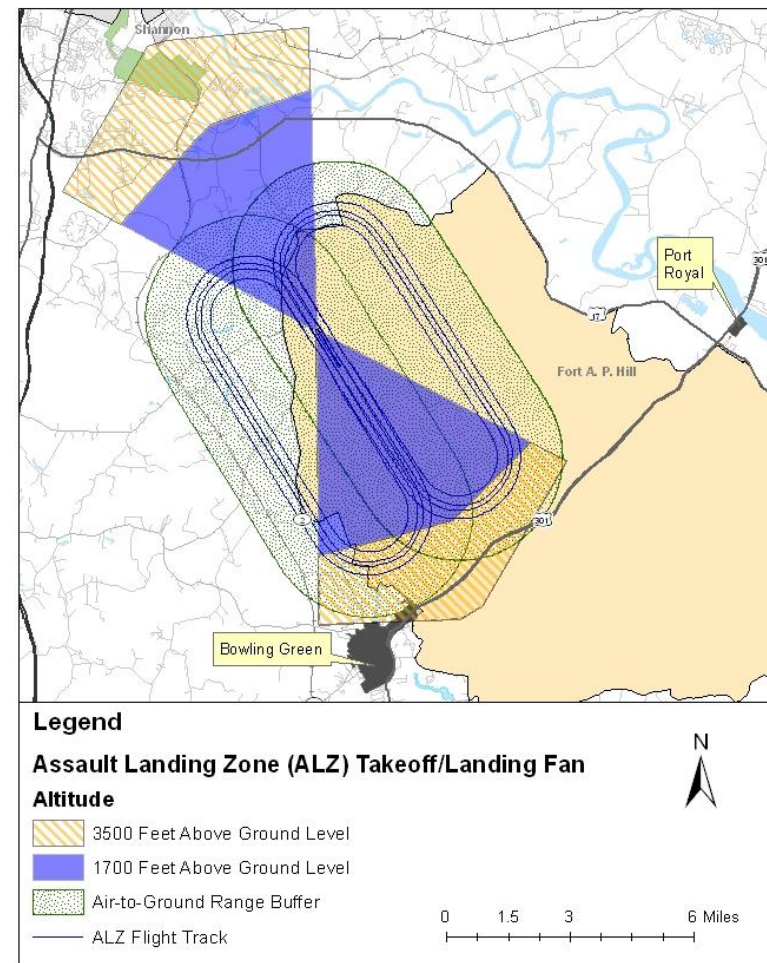 Shannon
Port
Royal
301
17
Fort A. P. Hill
2
301
Bowling Green
Legend
N
Assault Landing Zone (ALZ) Takeoff/Landing Fan
Altitude
3500 Feet Above Ground Level
1700 Feet Above Ground Level
Air-to-Ground Range Buffer
ALZ Flight Track
0 1.5 3 6 Miles